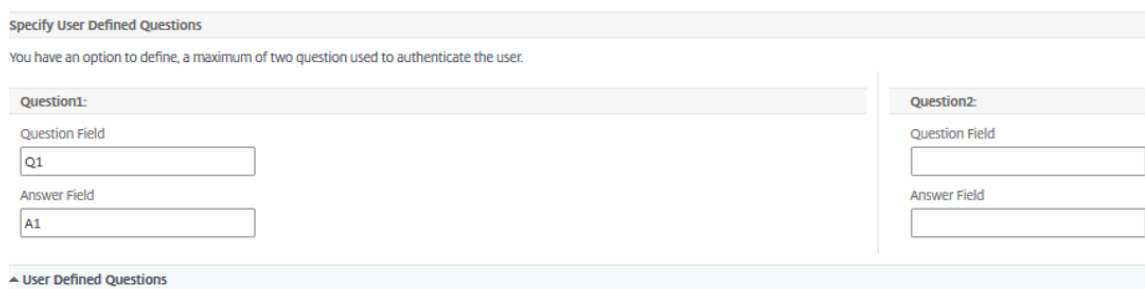 Specify User Defined Questions
You have an option to define, a maximum of two question used to authenticate the user.
Question1:
Question Field
Q1
Answer Field
A1
Question2:
Question Field
Answer Field
User Defined Questions